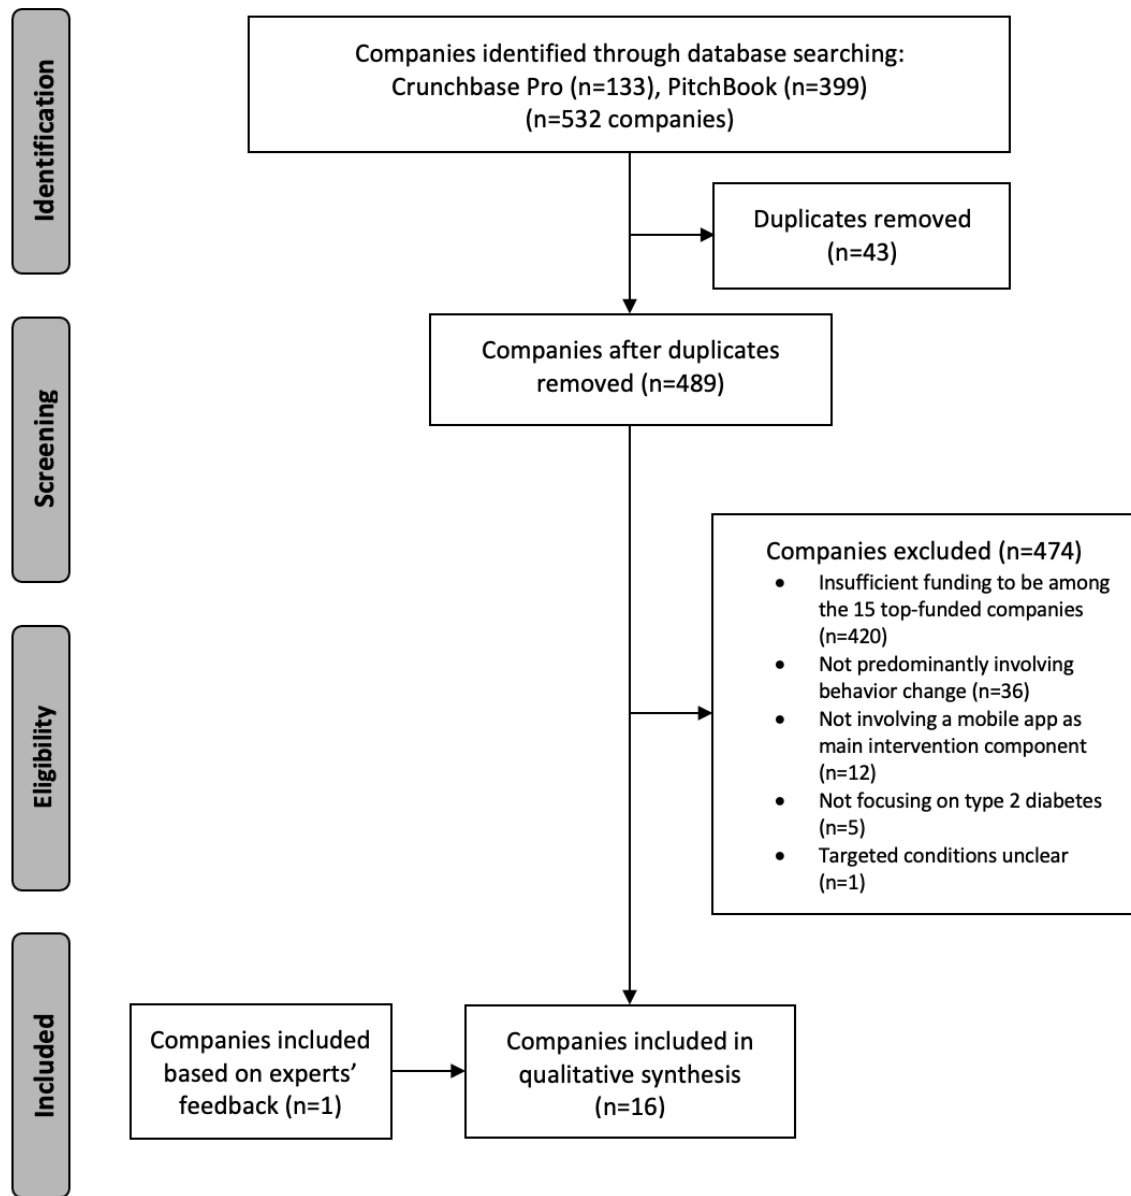 Identification
Companies identified through database searching:
Crunchbase Pro (n=133), PitchBook (n=399)
(n=532 companies)
Duplicates removed
(n=43)
Screening
Companies after duplicates
removed (n=489)
Eligibility
Companies excluded (n=474)
• Insufficient funding to be among
the 15 top-funded companies
(n=420)
• Not predominantly involving
behavior change (n=36)
• Not involving a mobile app as
main intervention component
(n=12)
• Not focusing on type 2 diabetes
(n=5)
• Targeted conditions unclear
(n=1)
Included
Companies included
based on experts’
feedback (n=1)
Companies included in
qualitative synthesis
(n=16)